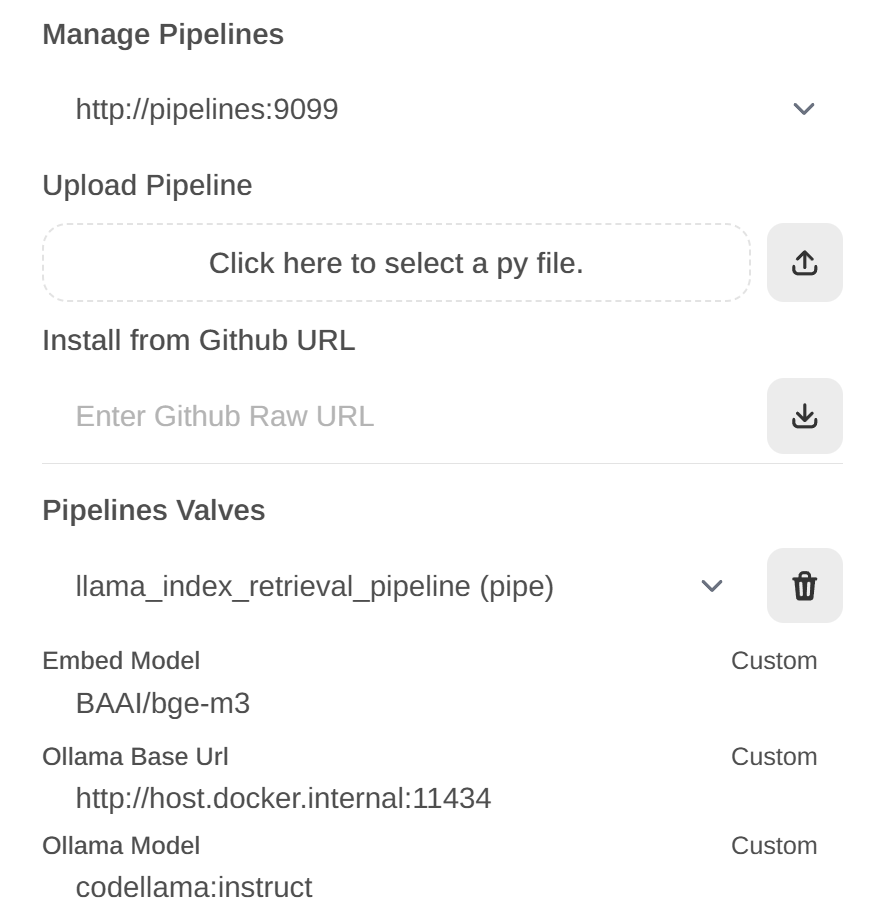 Manage Pipelines
http://pipelines:9099
Upload Pipeline
Click here to select a py file.
Install from Github URL
Enter Github Raw URL
Pipelines Valves
llama_index_retrieval_pipeline (pipe)
Embed Model Custom
BAAI/bge-m3
Ollama Base Url Custom
http://host.docker.internal:11434
Ollama Model Custom
codellama:instruct